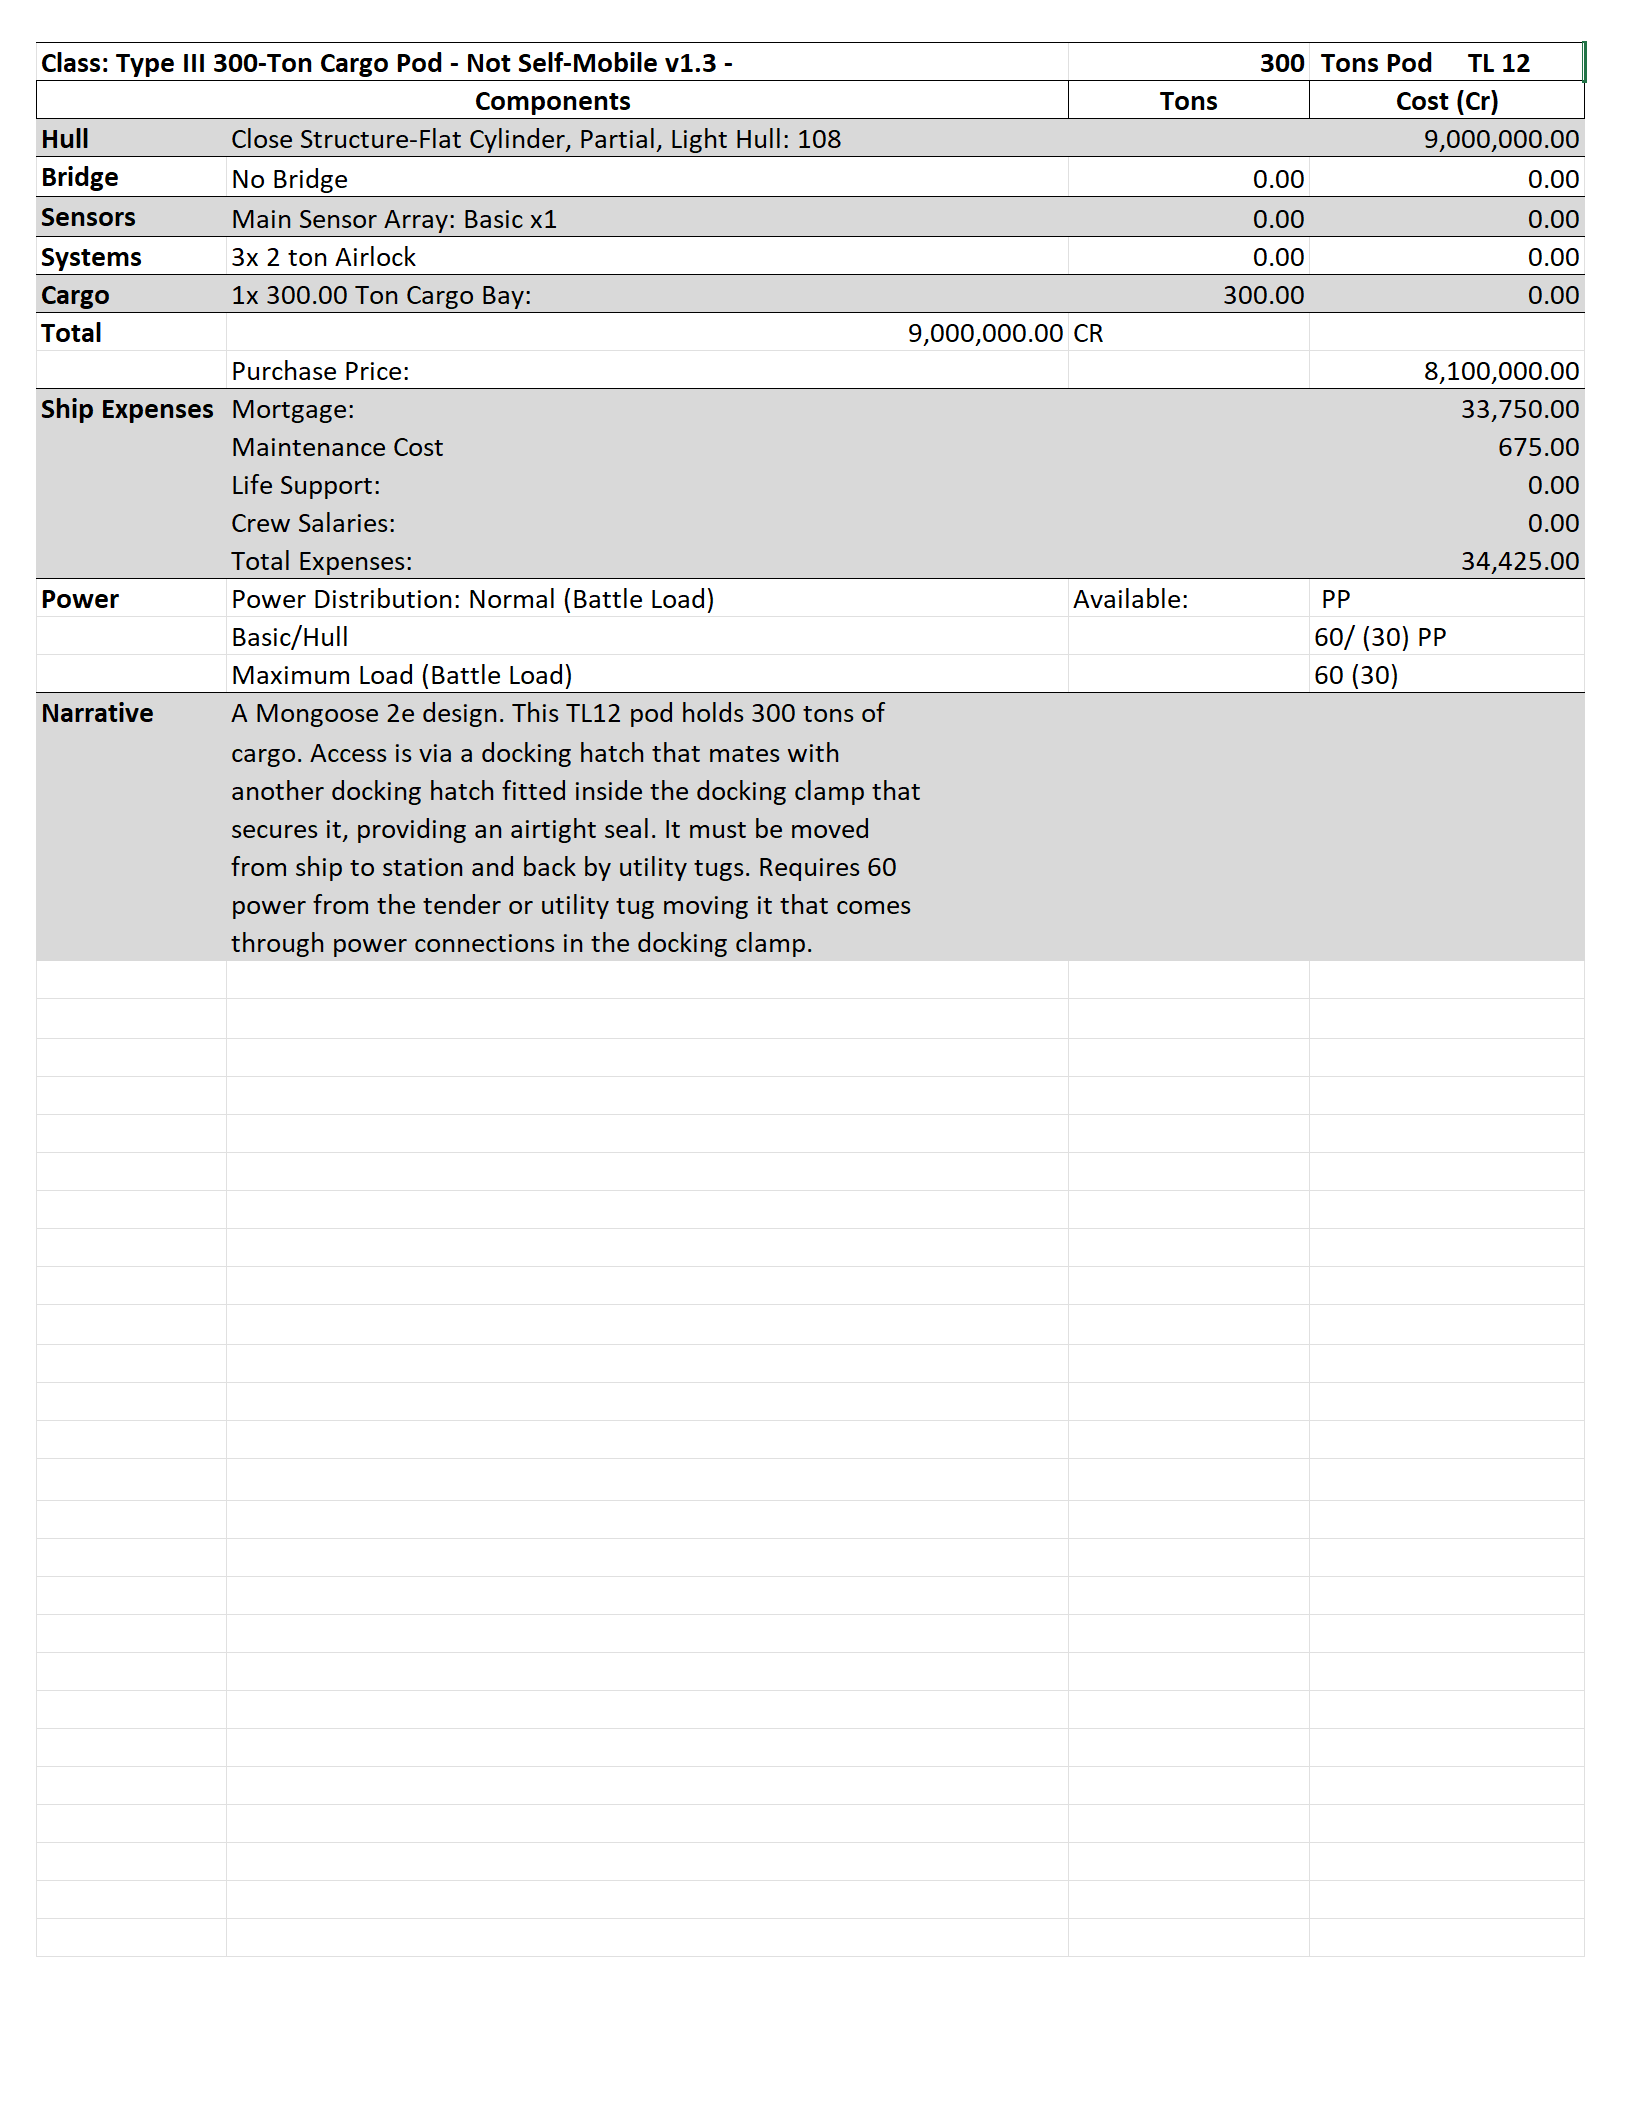 Class: Type III 300-Ton Cargo Pod - Not Self-Mobile v1.3 - 300 Tons Pod TL 12
Components Tons Cost (Cr)
Hull Close Structure-Flat Cylinder, Partial, Light Hull: 108 9,000,000.00
Bridge No Bridge 0.00 0.00
Sensors Main Sensor Array: Basic x1 0.00 0.00
Systems 3x 2 ton Airlock 0.00 0.00
Cargo 1x 300.00 Ton Cargo Bay: 300.00 0.00
Total 9,000,000.00 CR
Purchase Price: 8,100,000.00
Ship Expenses Mortgage: 33,750.00
Maintenance Cost 675.00
Life Support: 0.00
Crew Salaries: 0.00
Total Expenses: 34,425.00
Power Power Distribution: Normal (Battle Load) Available: PP
Basic/Hull 60/ (30) PP
Maximum Load (Battle Load) 60 (30)
Narrative A Mongoose 2e design. This TL12 pod holds 300 tons of
cargo. Access is via a docking hatch that mates with
another docking hatch fitted inside the docking clamp that
secures it, providing an airtight seal. It must be moved
from ship to station and back by utility tugs. Requires 60
power from the tender or utility tug moving it that comes
through power connections in the docking clamp.